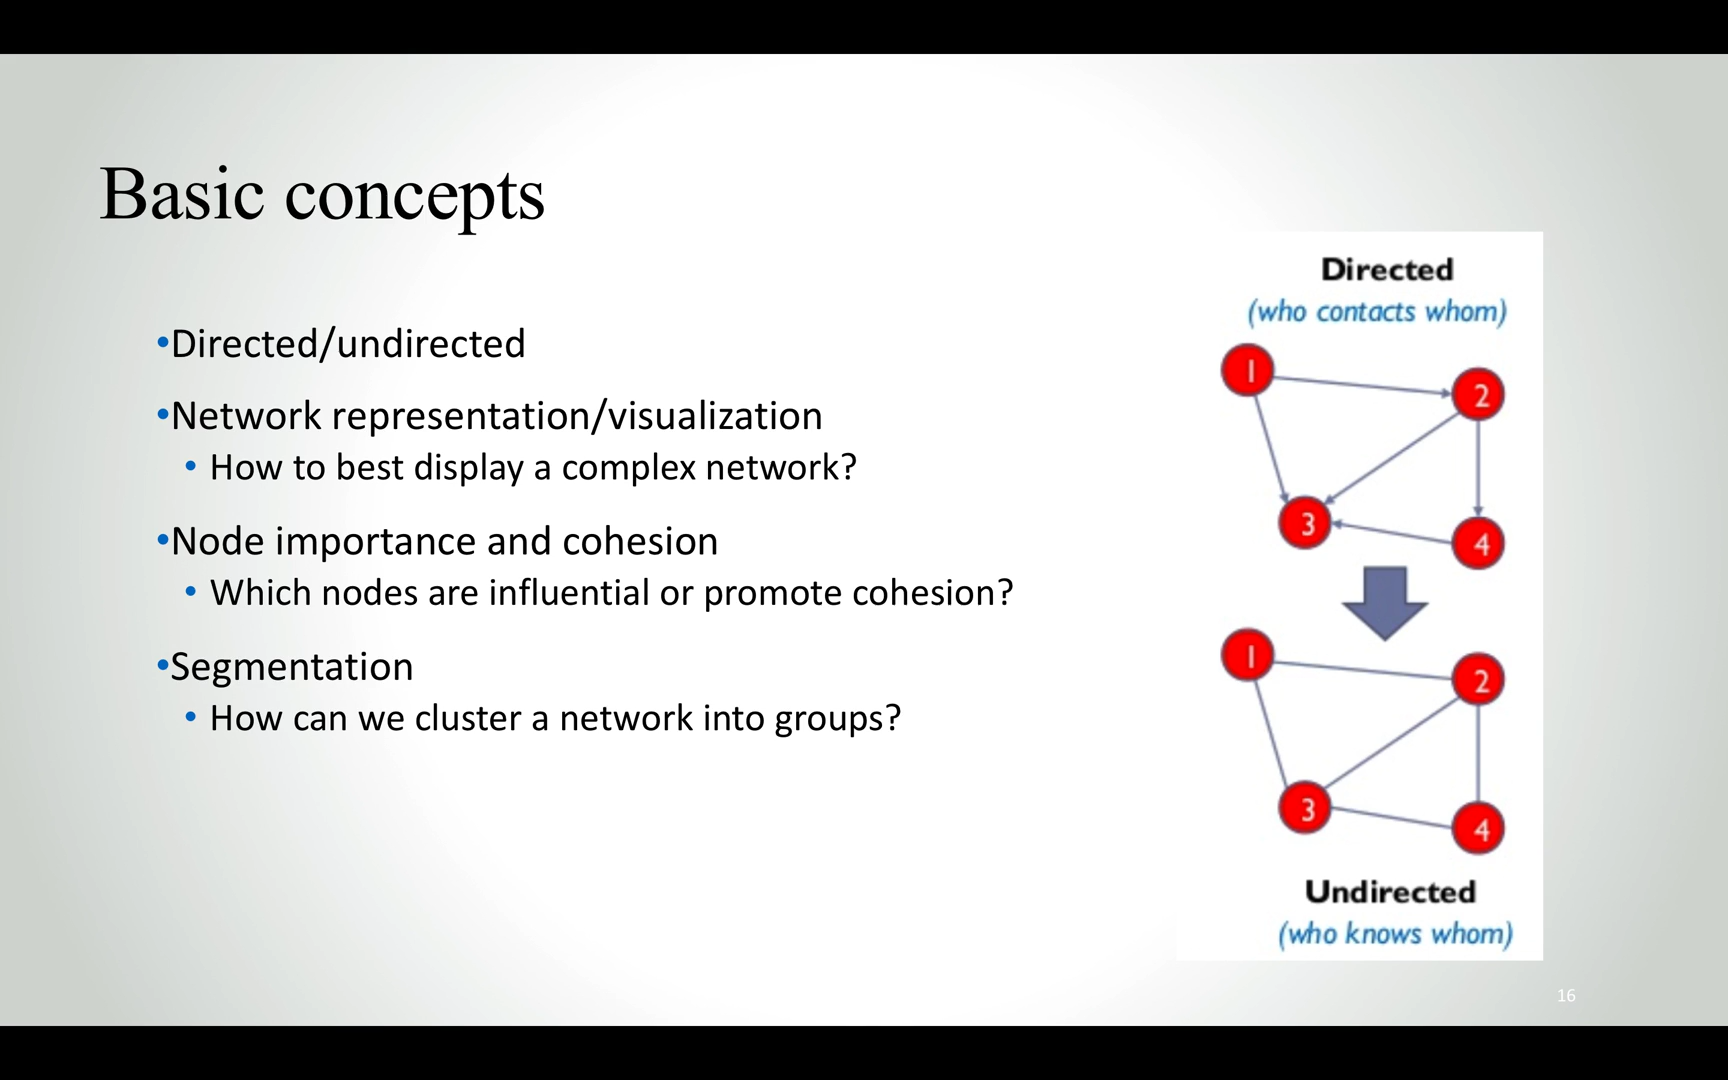 Basic concepts
•Directed/undirected
•Network representation/visualization
• How to best display a complex network?
•Node importance and cohesion
• Which nodes are influential or promote cohesion?
•Segmentation
• How can we cluster a network into groups?
Directed
(who contacts whom)
1
2
3
4
1
2
3
4
Undirected
(who knows whom)
16